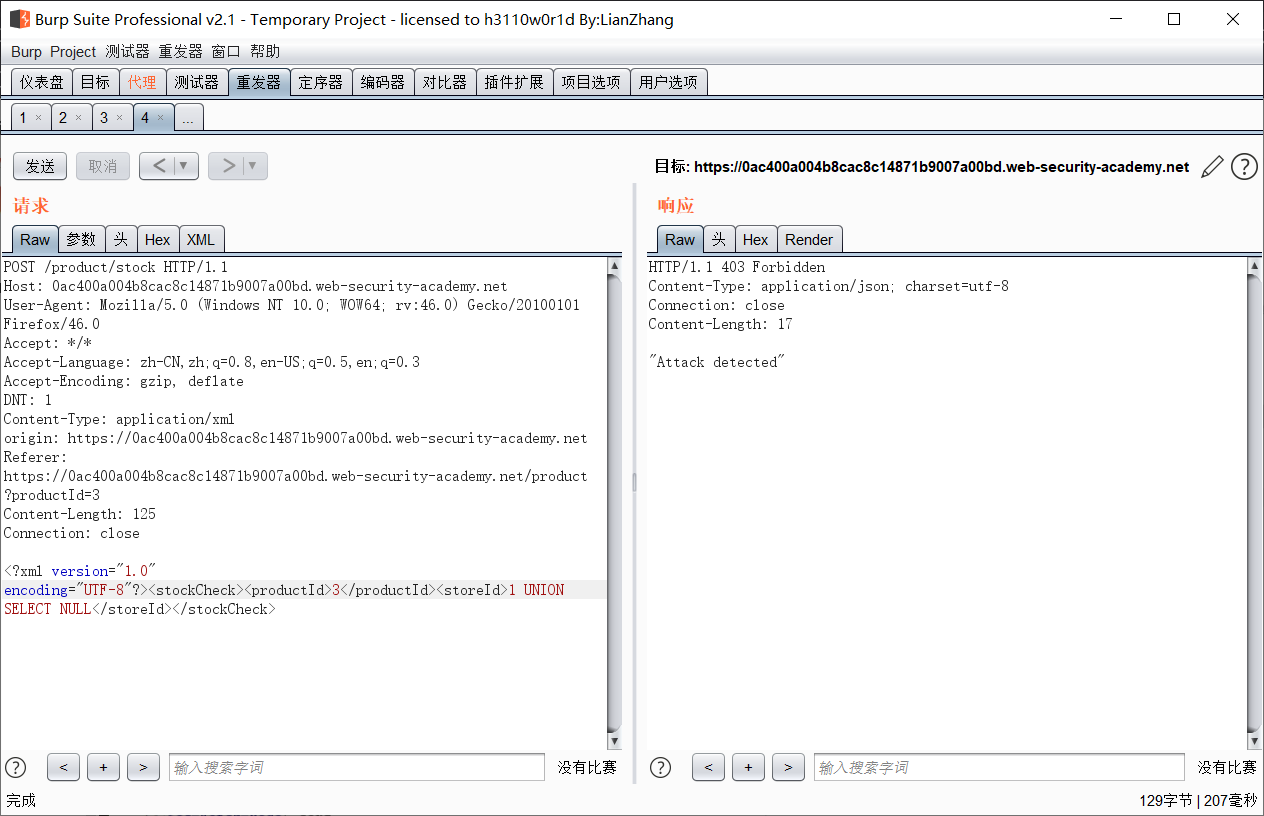 Burp Suite Professional v2.1 - Temporary Project - licensed to h3110w0r1d By:LianZhang
Burp Project 测试器 重发器 窗口 帮助
仪表盘 目标 代理 测试器 重发器 定序器 编码器 对比器 插件扩展 项目选项 用户选项
1 × 2 × 3 × 4 × ...
发送 取消 < ▼ > ▼
目标: https://0ac400a004b8cac8c14871b9007a00bd.web-security-academy.net
请求
Raw 参数 头 Hex XML
POST /product/stock HTTP/1.1
Host: 0ac400a004b8cac8c14871b9007a00bd.web-security-academy.net
User-Agent: Mozilla/5.0 (Windows NT 10.0; WOW64; rv:46.0) Gecko/20100101
Firefox/46.0
Accept: */*
Accept-Language: zh-CN,zh;q=0.8,en-US;q=0.5,en;q=0.3
Accept-Encoding: gzip, deflate
DNT: 1
Content-Type: application/xml
origin: https://0ac400a004b8cac8c14871b9007a00bd.web-security-academy.net
Referer:
https://0ac400a004b8cac8c14871b9007a00bd.web-security-academy.net/product
?productId=3
Content-Length: 125
Connection: close
<?xml version="1.0"
encoding="UTF-8"?><stockCheck><productId>3</productId><storeId>1 UNION
SELECT NULL</storeId></stockCheck>
? < + > 输入搜索字词 没有比赛
响应
Raw 头 Hex Render
HTTP/1.1 403 Forbidden
Content-Type: application/json; charset=utf-8
Connection: close
Content-Length: 17
"Attack detected"
? < + > 输入搜索字词 没有比赛
完成
129字节 | 207毫秒